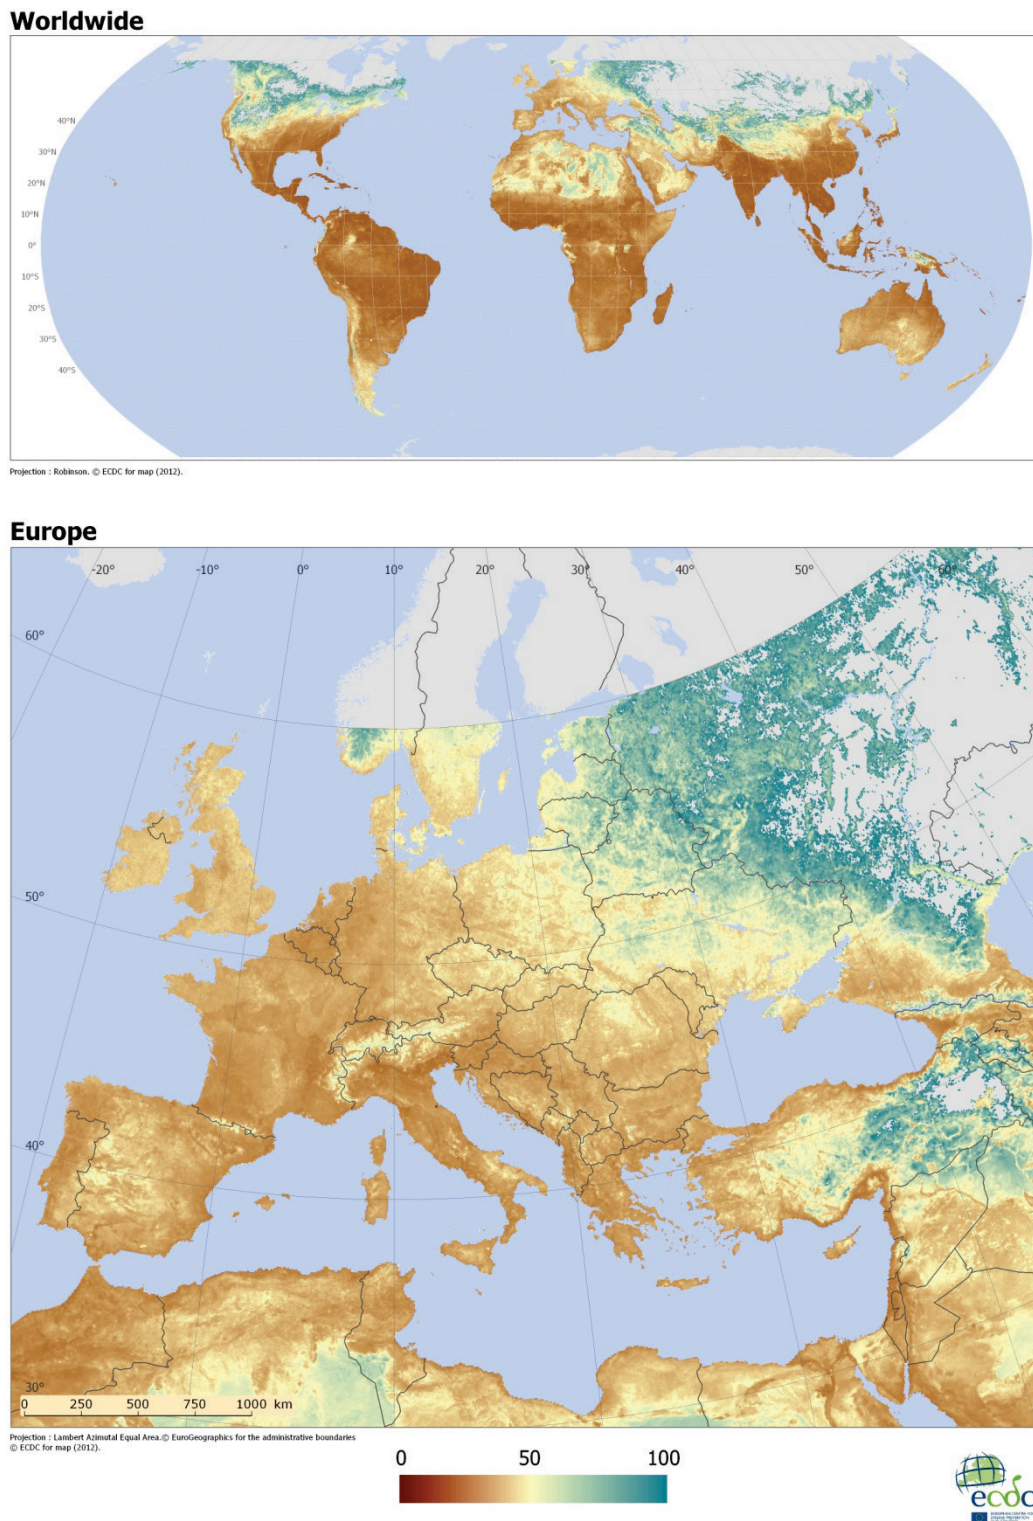 Worldwide
40°N
30°N
20°N
10°N
0°
10°S
20°S
30°S
40°S
Projection : Robinson. © ECDC for map (2012).
Europe
-20° -10° 0° 10° 20° 30° 40° 50° 60°
60°
50°
40°
30°
0 250 500 750 1000 km
Projection : Lambert Azimutal Equal Area.© EuroGeographics for the administrative boundaries
© ECDC for map (2012).
0 50 100
ecdc